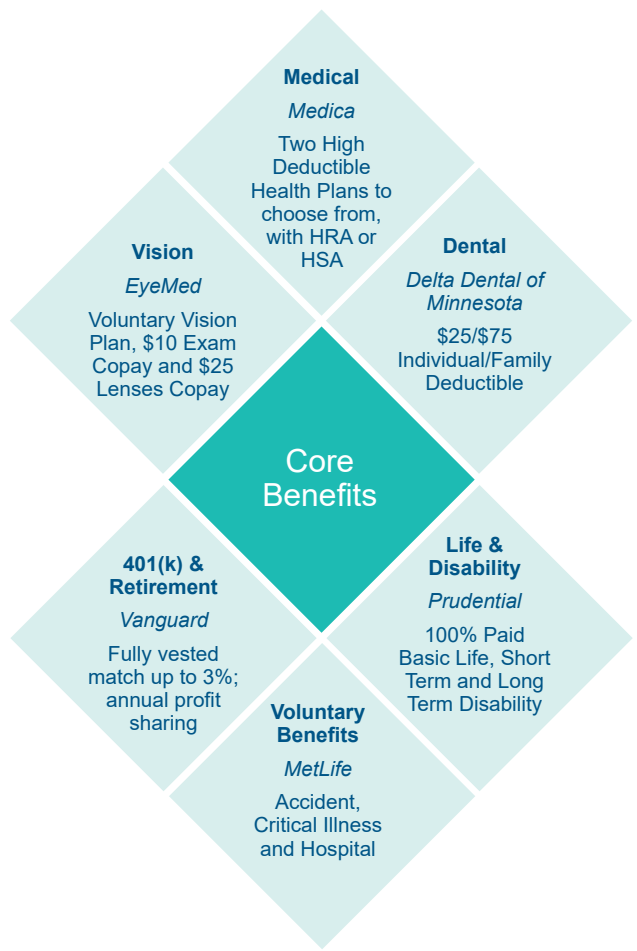 Medical
Medica
Two High
Deductible
Health Plans to
choose from,
with HRA or
HSA
Vision
EyeMed
Voluntary Vision
Plan, $10 Exam
Copay and $25
Lenses Copay
Dental
Delta Dental of
Minnesota
$25/$75
Individual/Family
Deductible
Core
Benefits
401(k) &
Retirement
Vanguard
Fully vested
match up to 3%;
annual profit
sharing
Life &
Disability
Prudential
100% Paid
Basic Life, Short
Term and Long
Term Disability
Voluntary
Benefits
MetLife
Accident,
Critical Illness
and Hospital